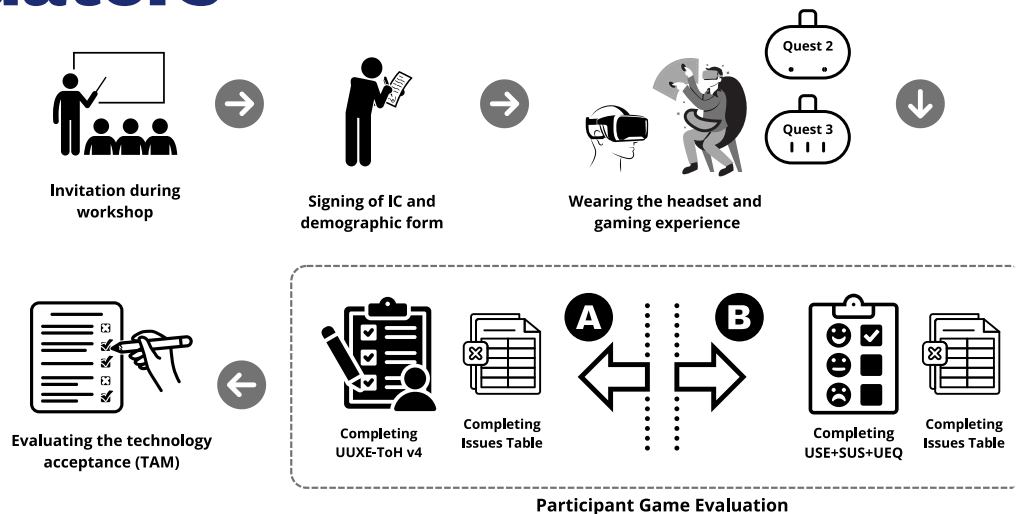 Quest 2
Quest 3
Invitation during
workshop
Signing of IC and
demographic form
Wearing the headset and
gaming experience
A
B
Completing
UUXE-ToH v4
Completing
Issues Table
Completing
USE+SUS+UEQ
Completing
Issues Table
Evaluating the technology
acceptance (TAM)
Participant Game Evaluation